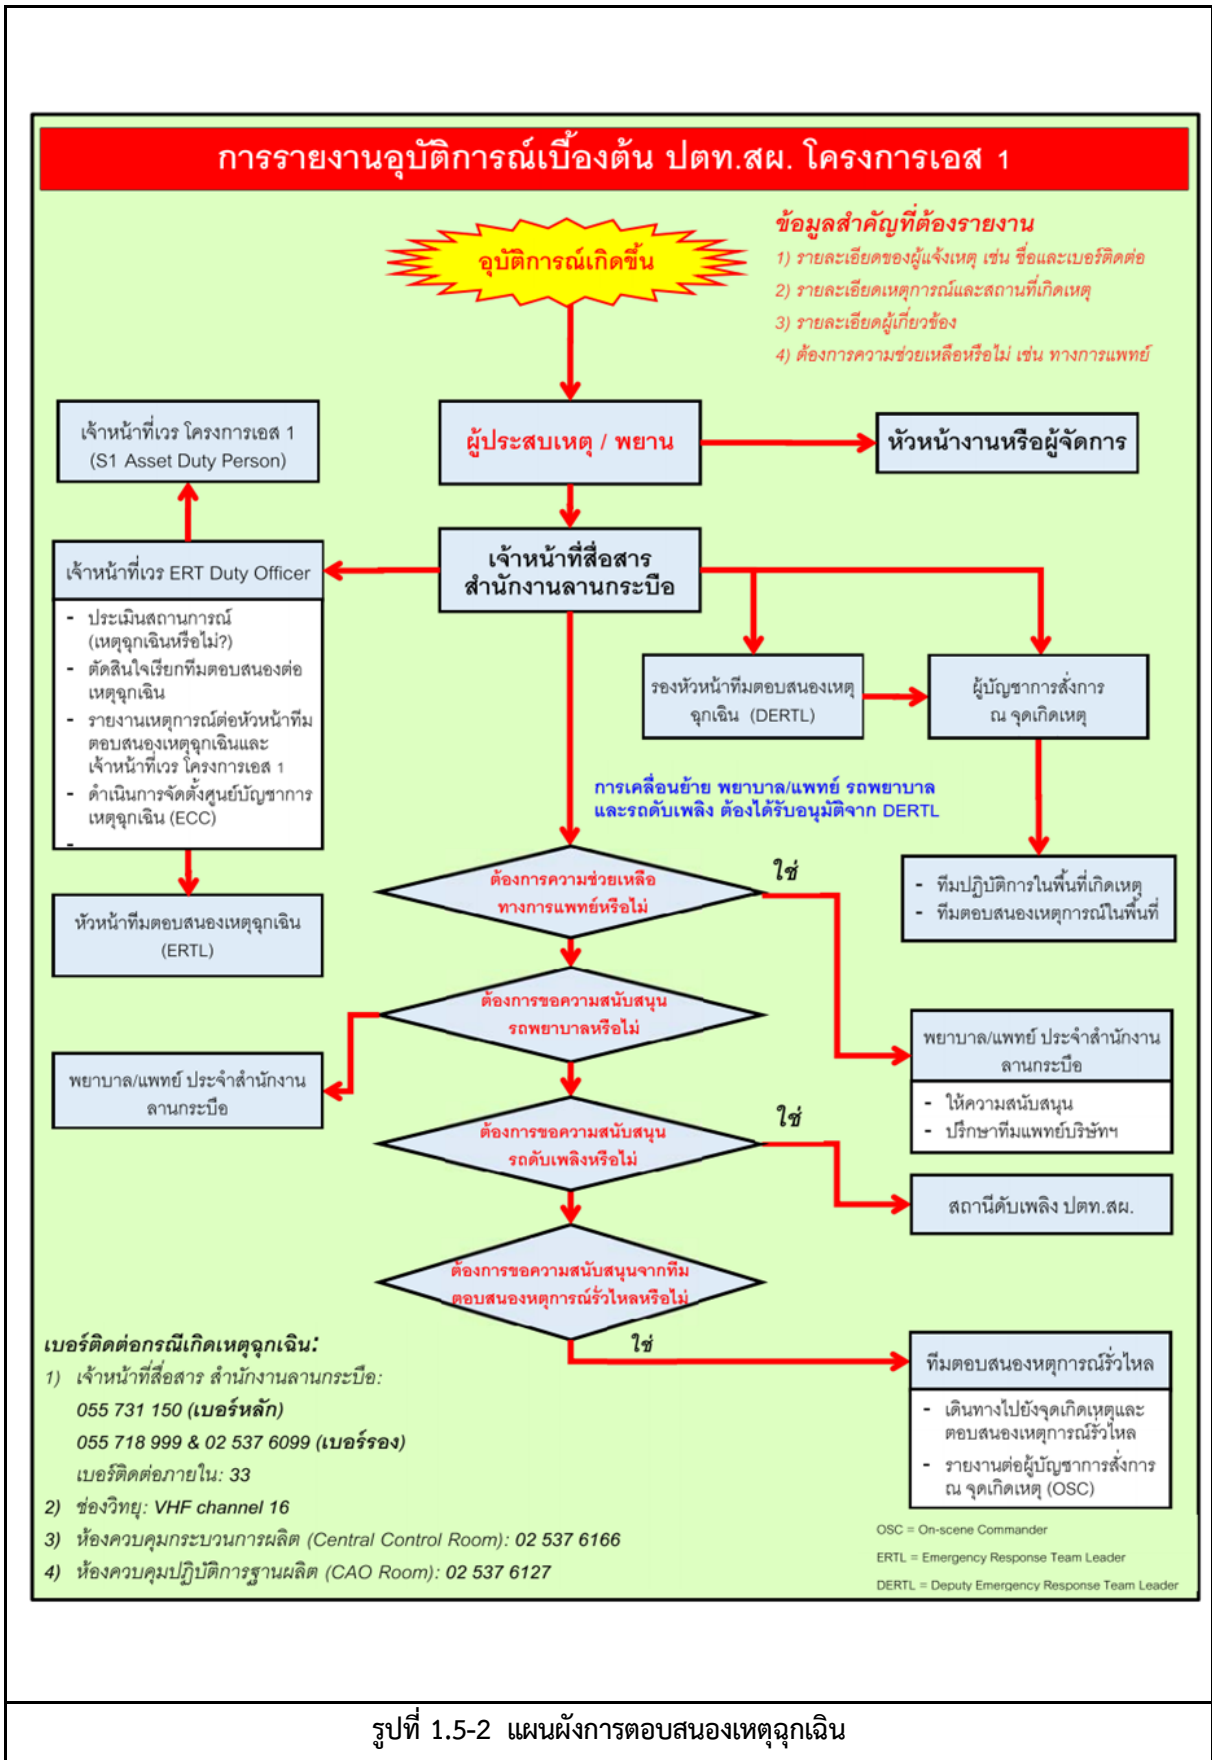 การรายงานอุบัติการณ์เบื้องต้น ปตท.สผ. โครงการเอส 1
อุบัติการณ์เกิดขึ้น
ข้อมูลสำคัญที่ต้องรายงาน
1) รายละเอียดของผู้แจ้งเหตุ เช่น ชื่อและเบอร์ติดต่อ
2) รายละเอียดเหตุการณ์และสถานที่เกิดเหตุ
3) รายละเอียดผู้เกี่ยวข้อง
4) ต้องการความช่วยเหลือหรือไม่ เช่น ทางการแพทย์
เจ้าหน้าที่เวร โครงการเอส 1
(S1 Asset Duty Person)
ผู้ประสบเหตุ / พยาน
หัวหน้างานหรือผู้จัดการ
เจ้าหน้าที่สื่อสาร
สำนักงานลานกระบือ
เจ้าหน้าที่เวร ERT Duty Officer
- ประเมินสถานการณ์
(เหตุฉุกเฉินหรือไม่?)
- ตัดสินใจเรียกทีมตอบสนองต่อ
เหตุฉุกเฉิน
- รายงานเหตุการณ์ต่อหัวหน้าทีม
ตอบสนองเหตุฉุกเฉินและ
เจ้าหน้าที่เวร โครงการเอส 1
- ดำเนินการจัดตั้งศูนย์บัญชาการ
เหตุฉุกเฉิน (ECC)
-
รองหัวหน้าทีมตอบสนองเหตุ
ฉุกเฉิน (DERTL)
ผู้บัญชาการสั่งการ
ณ จุดเกิดเหตุ
การเคลื่อนย้าย พยาบาล/แพทย์ รถพยาบาล
และรถดับเพลิง ต้องได้รับอนุมัติจาก DERTL
ต้องการความช่วยเหลือ
ทางการแพทย์หรือไม่
ใช่
- ทีมปฏิบัติการในพื้นที่เกิดเหตุ
- ทีมตอบสนองเหตุการณ์ในพื้นที่
หัวหน้าทีมตอบสนองเหตุฉุกเฉิน
(ERTL)
ต้องการขอความสนับสนุน
รถพยาบาลหรือไม่
พยาบาล/แพทย์ ประจำสำนักงาน
ลานกระบือ
- ให้ความสนับสนุน
- ปรึกษาทีมแพทย์บริษัทฯ
พยาบาล/แพทย์ ประจำสำนักงาน
ลานกระบือ
ต้องการขอความสนับสนุน
รถดับเพลิงหรือไม่
ใช่
สถานีดับเพลิง ปตท.สผ.
ต้องการขอความสนับสนุนจากทีม
ตอบสนองหตุการณ์รั่วไหลหรือไม่
ใช่
ทีมตอบสนองหตุการณ์รั่วไหล
- เดินทางไปยังจุดเกิดเหตุและ
ตอบสนองเหตุการณ์รั่วไหล
- รายงานต่อผู้บัญชาการสั่งการ
ณ จุดเกิดเหตุ (OSC)
เบอร์ติดต่อกรณีเกิดเหตุฉุกเฉิน:
1) เจ้าหน้าที่สื่อสาร สำนักงานลานกระบือ:
055 731 150 (เบอร์หลัก)
055 718 999 & 02 537 6099 (เบอร์รอง)
เบอร์ติดต่อภายใน: 33
2) ช่องวิทยุ: VHF channel 16
3) ห้องควบคุมกระบวนการผลิต (Central Control Room): 02 537 6166
4) ห้องควบคุมปฏิบัติการฐานผลิต (CAO Room): 02 537 6127
OSC = On-scene Commander
ERTL = Emergency Response Team Leader
DERTL = Deputy Emergency Response Team Leader
รูปที่ 1.5-2 แผนผังการตอบสนองเหตุฉุกเฉิน